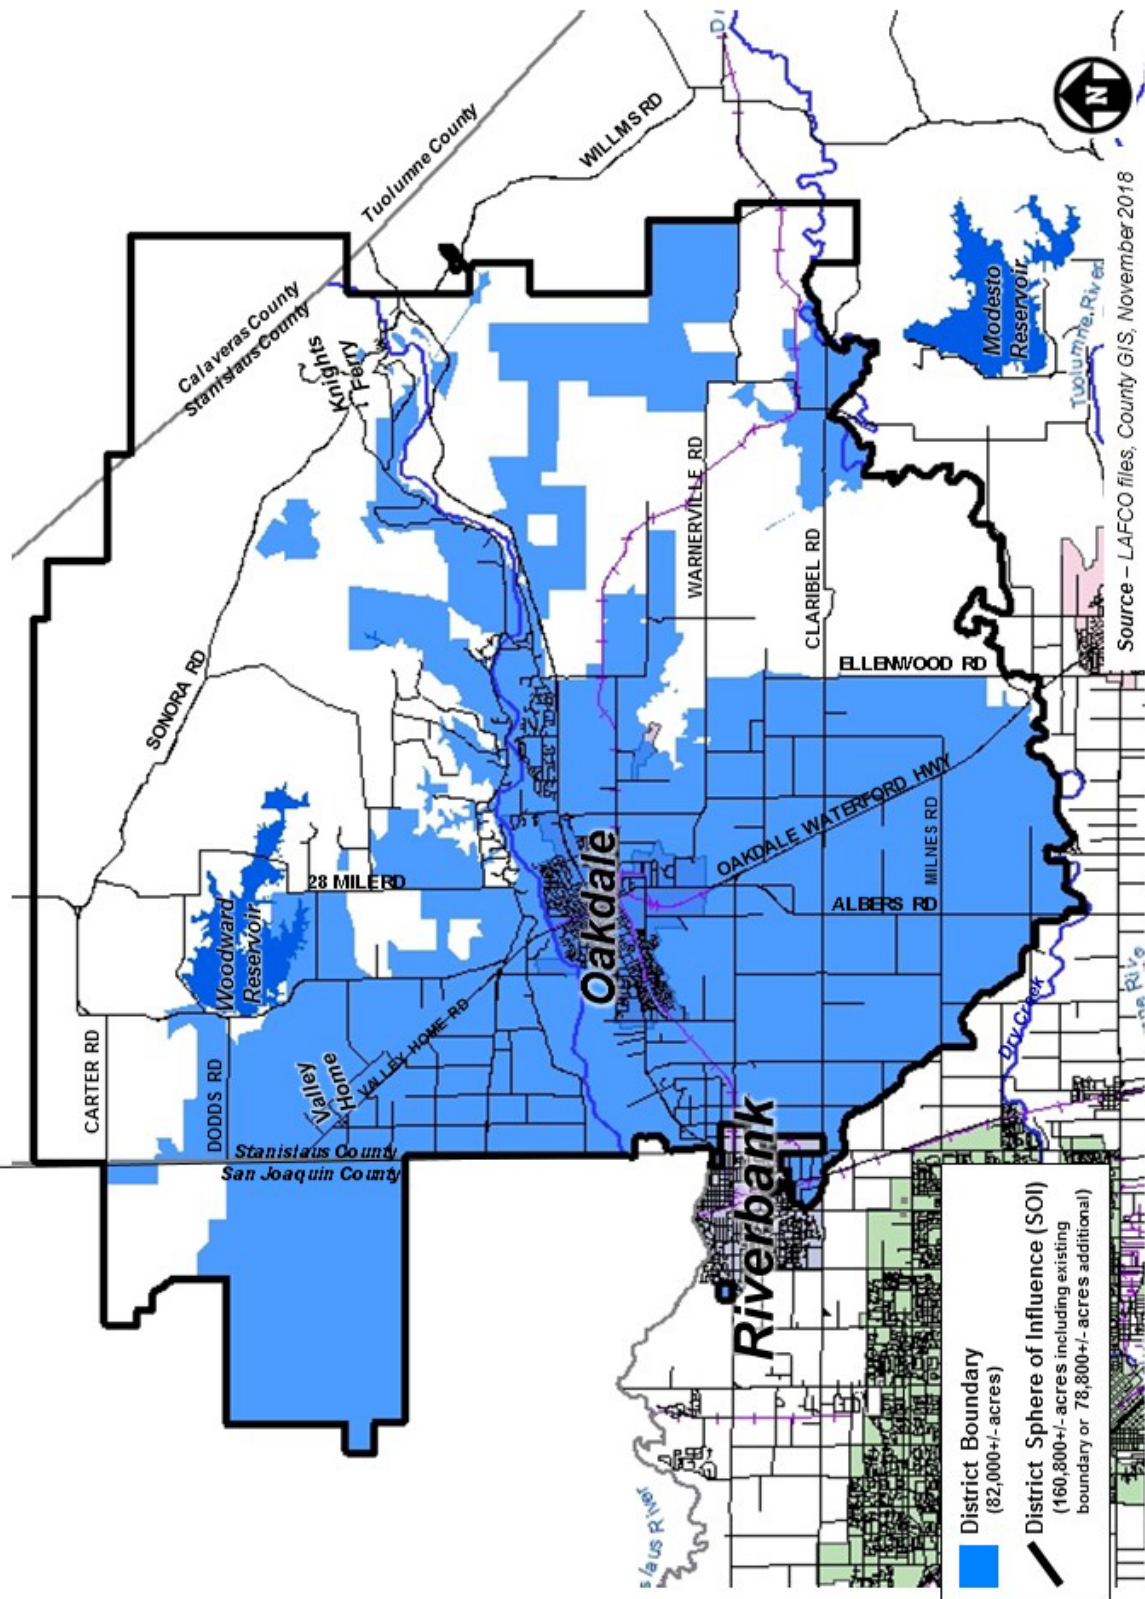 CARTER RD
SONORA RD
DODDS RD
Woodward
Reservoir
Calaveras County
Stanislaus County
Stanislaus County
San Joaquin County
Valley
Home
28 MILE RD
Knights
Ferry
VALLEY HOME RD
Tuolumne County
Oakdale
WILLMS RD
WARNERVILLE RD
Riverbank
OAKDALE WATERFORD HWY
CLARIBEL RD
ALBERS RD
ELLENWOOD RD
MILNES RD
Modesto
Reservoir
Dry Creek
Tuolumne River
N
District Boundary
(82,000+/- acres)
District Sphere of Influence (SOI)
(160,800+/- acres including existing
boundary or 78,800+/- acres additional)
Source – LAFCO files, County GIS, November 2018